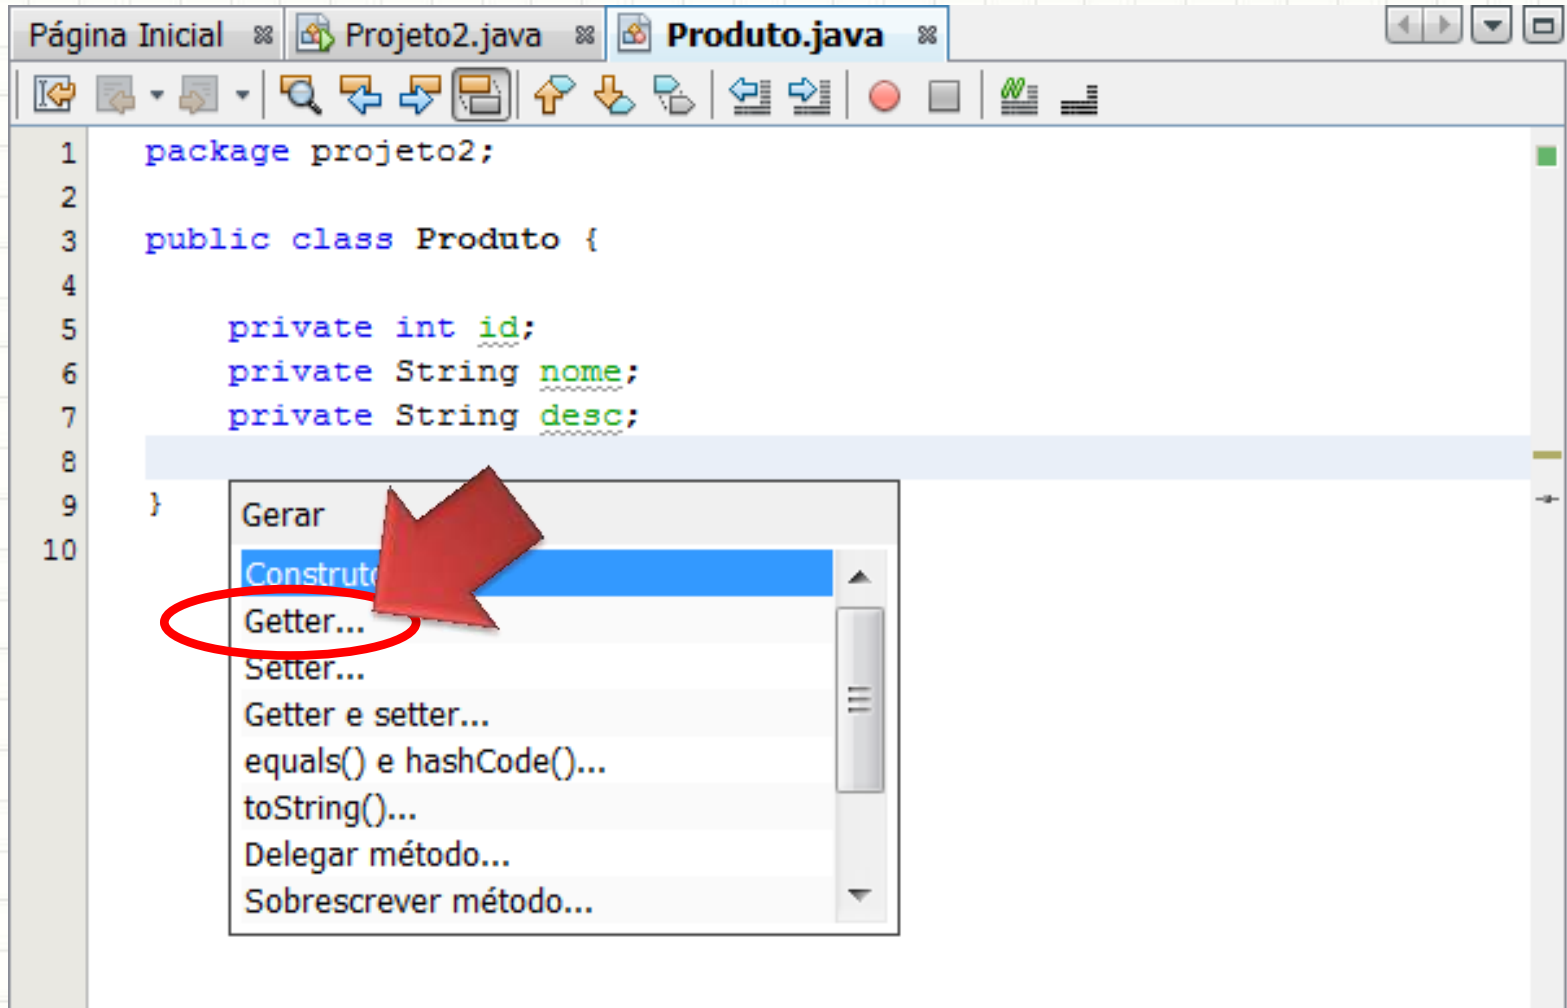 Página Inicial Projeto2.java Produto.java
1 package projeto2;
2
3 public class Produto {
4
5 private int id;
6 private String nome;
7 private String desc;
8
9 }
10
Gerar
Getter...
Setter...
Getter e setter...
equals() e hashCode()...
toString()...
Delegar método...
Sobrescrever método...